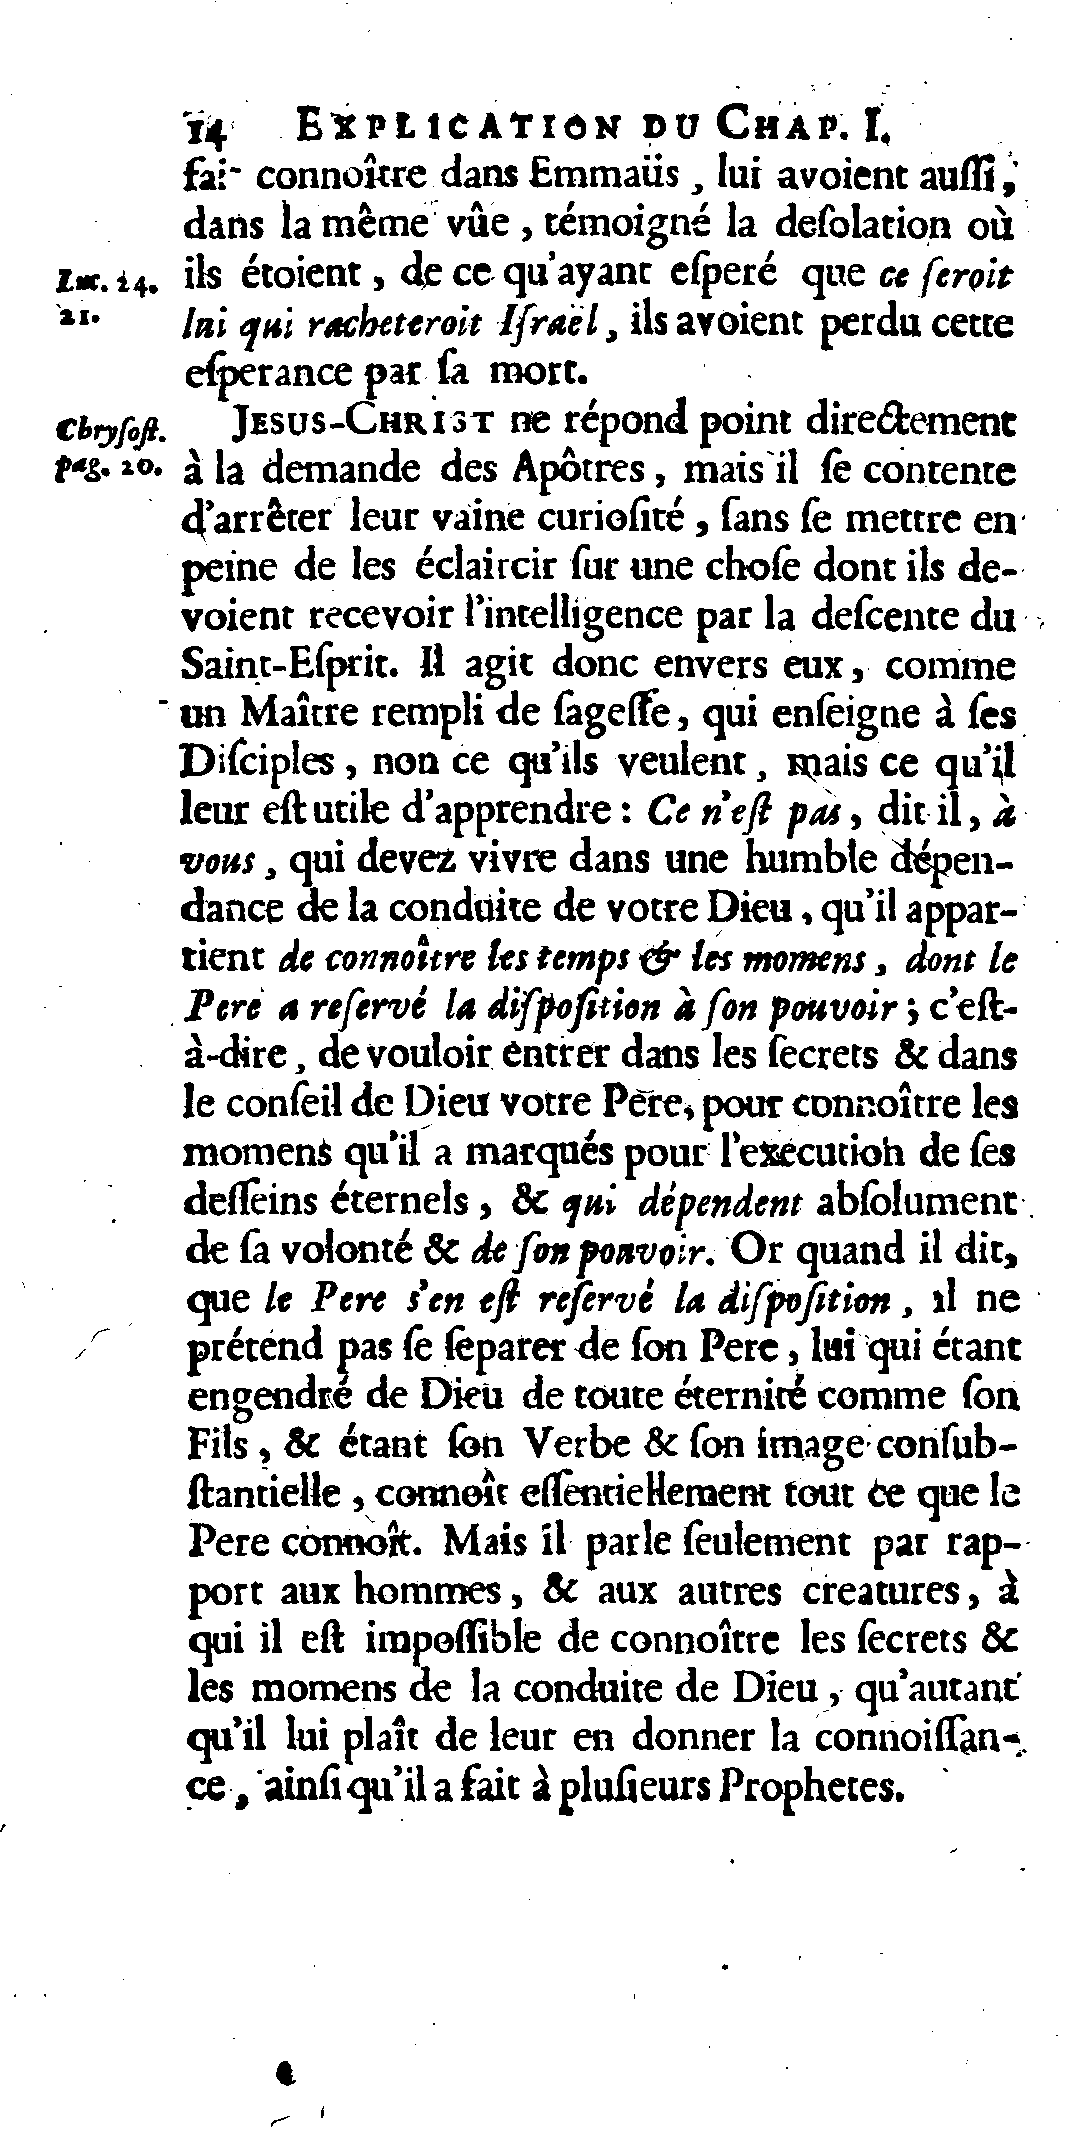 14 EXPLICATION DU CHAP. I.
fait connoître dans Emmaüs, lui avoient auſſi,
dans la même vûe, témoigné la deſolation où
Luc. 24. ils étoient, de ce qu'ayant eſperé que ce ſeroit
21. lui qui racheteroit Iſraël, ils avoient perdu cette
eſperance par ſa mort.
Chryſoſt. JESUS-CHRIST ne répond point directement
pag. 20. à la demande des Apôtres, mais il ſe contente
d'arrêter leur vaine curioſité, ſans ſe mettre en
peine de les éclaircir ſur une choſe dont ils de-
voient recevoir l'intelligence par la deſcente du
Saint-Eſprit. Il agit donc envers eux, comme
un Maître rempli de ſageſſe, qui enſeigne à ſes
Diſciples, non ce qu'ils veulent, mais ce qu'il
leur eſt utile d'apprendre : Ce n'eſt pas, dit-il, à
vous, qui devez vivre dans une humble dépen-
dance de la conduite de votre Dieu, qu'il appar-
tient de connoître les temps & les momens, dont le
Pere a reſervé la diſpoſition à ſon pouvoir ; c'eſt-
à-dire, de vouloir entrer dans les ſecrets & dans
le conſeil de Dieu votre Père, pour connoître les
momens qu'il a marqués pour l'execution de ſes
deſſeins éternels, & qui dépendent abſolument
de ſa volonté & de ſon pouvoir. Or quand il dit,
que le Pere s'en eſt reſervé la diſpoſition, il ne
prétend pas ſe ſeparer de ſon Pere, lui qui étant
engendré de Dieu de toute éternité comme ſon
Fils, & étant ſon Verbe & ſon image conſub-
ſtantielle, connoît eſſentiellement tout ce que le
Pere connoît. Mais il parle ſeulement par rap-
port aux hommes, & aux autres creatures, à
qui il eſt impoſſible de connoître les ſecrets &
les momens de la conduite de Dieu, qu'autant
qu'il lui plaît de leur en donner la connoiſſan-
ce, ainſi qu'il a fait à pluſieurs Prophetes.